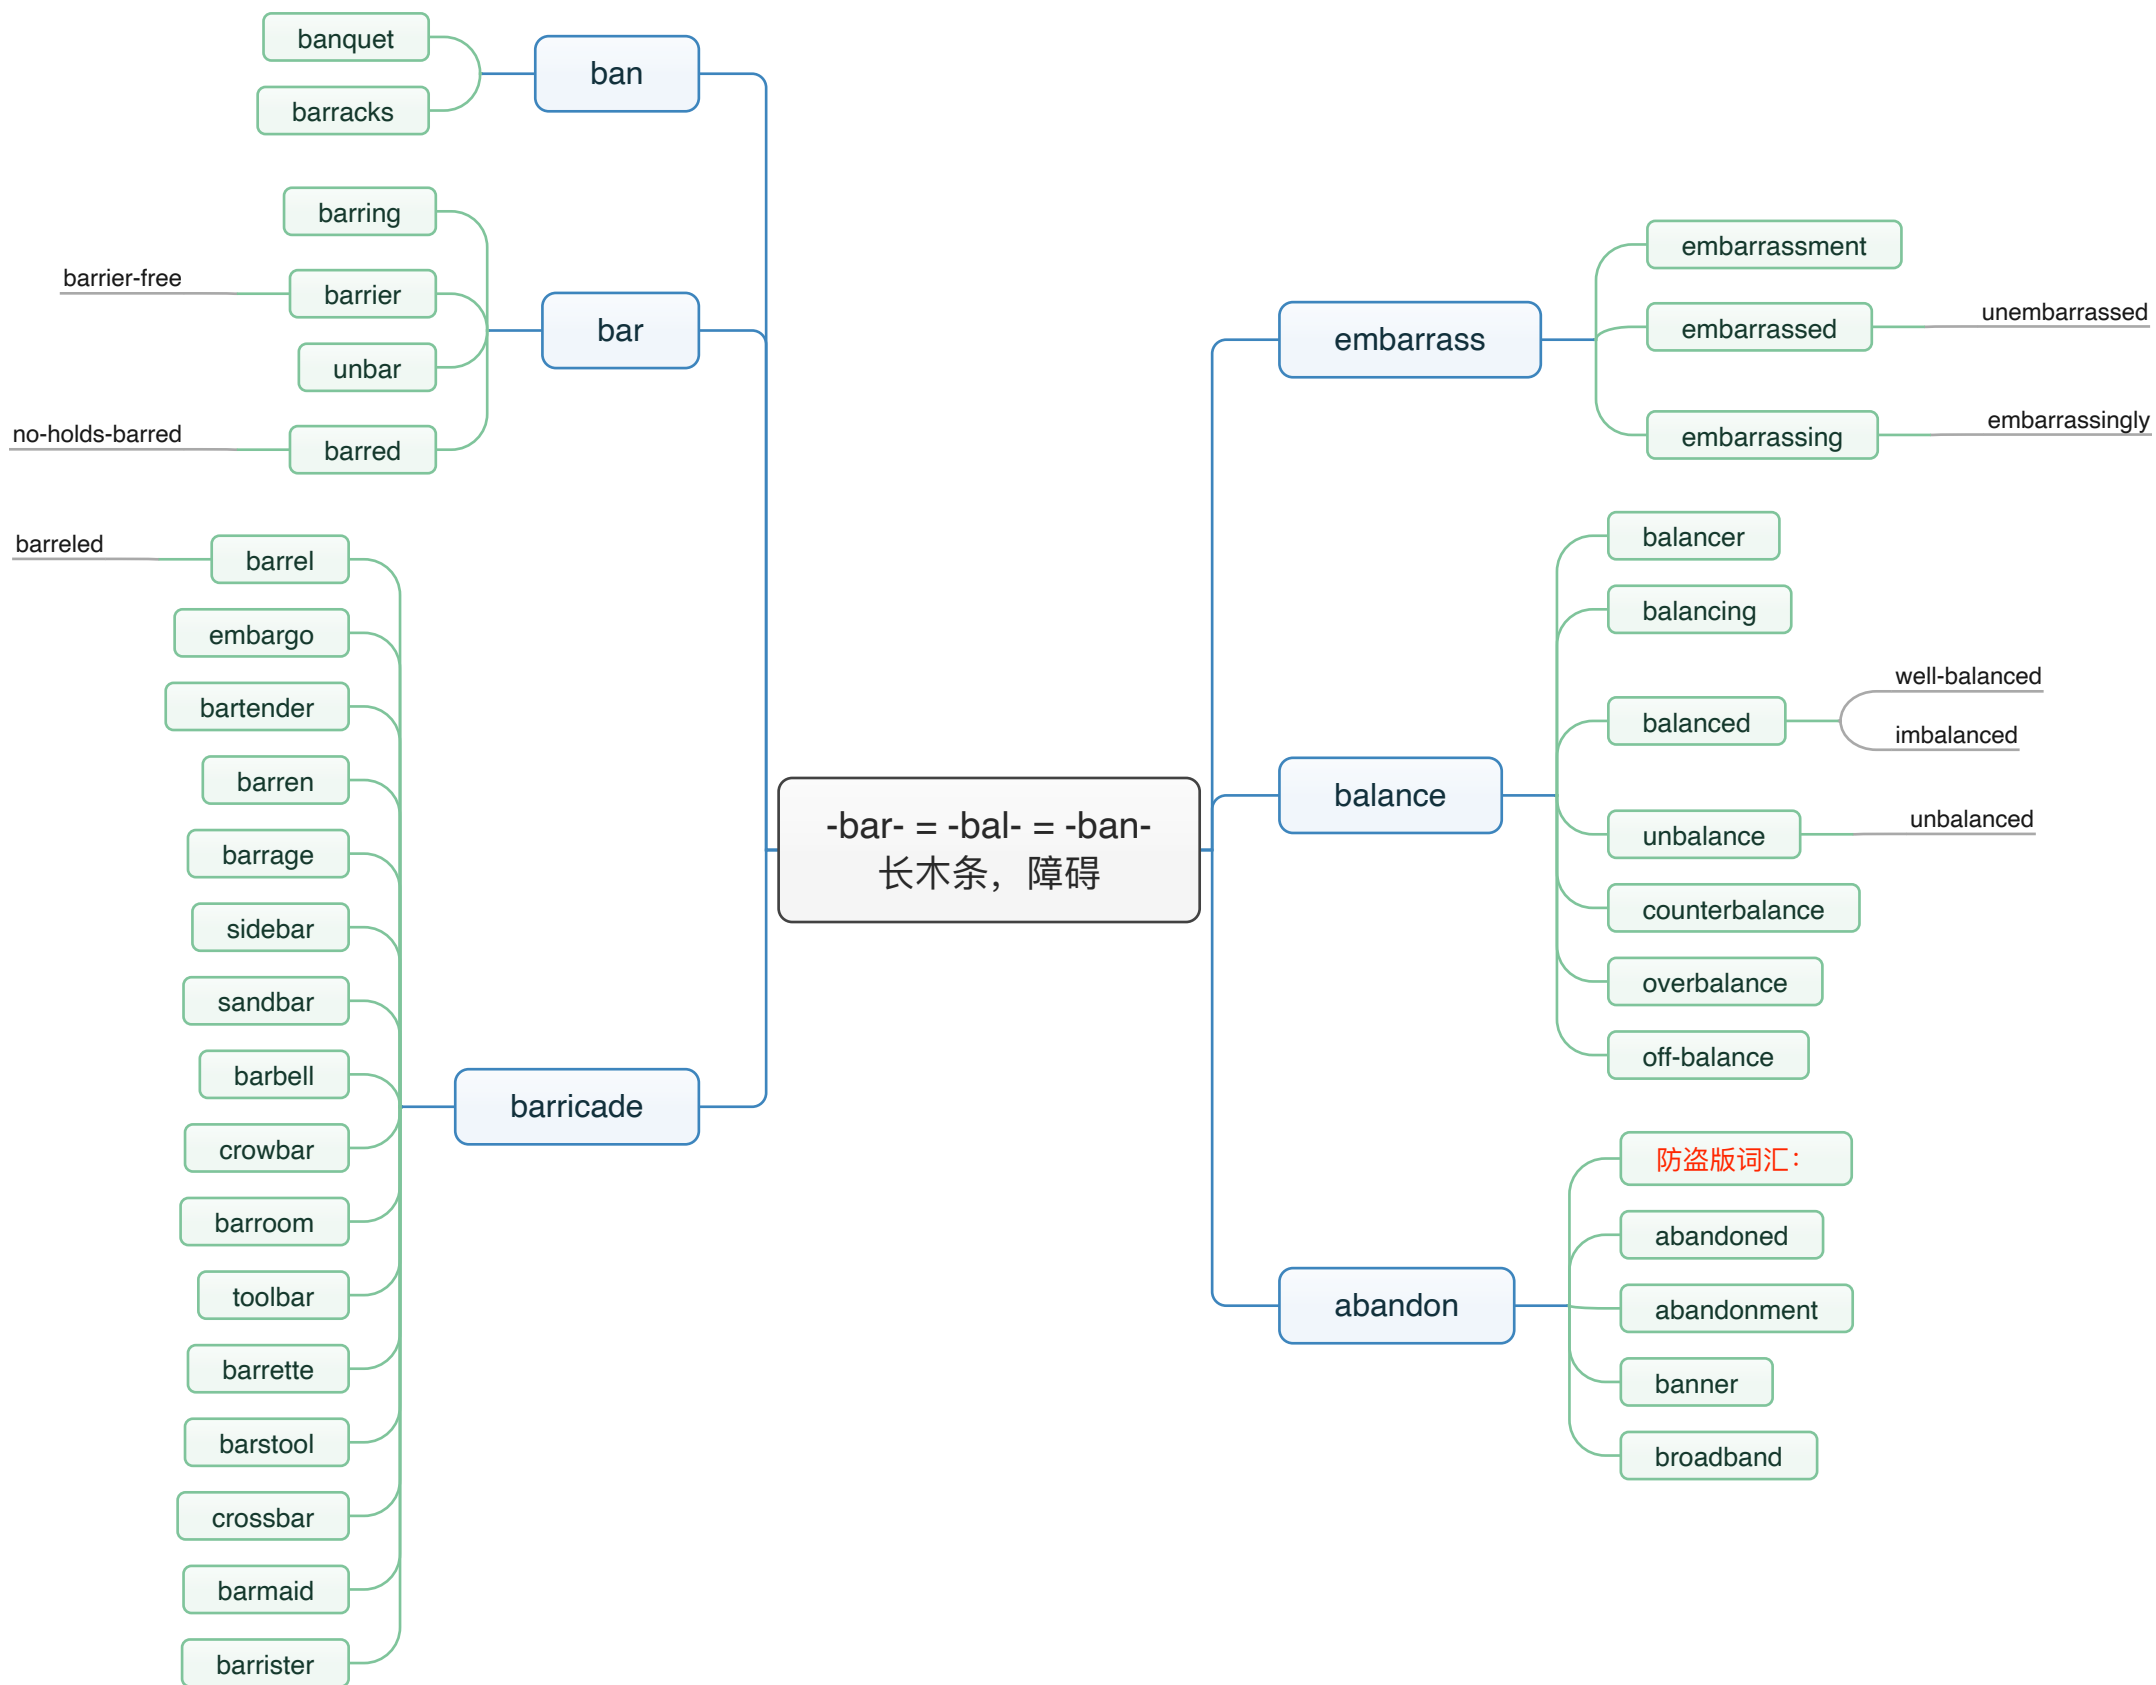 banquet
ban
barracks
barring
barrier-free
barrier
bar
unbar
no-holds-barred
barred
barreled
barrel
embargo
bartender
barren
barrage
sidebar
sandbar
barbell
barricade
crowbar
barroom
toolbar
barrette
barstool
crossbar
barmaid
barrister
-bar- = -bal- = -ban-
长木条，障碍
embarrassment
embarrass
embarrassed
unembarrassed
embarrassing
embarrassingly
balancer
balancing
well-balanced
balanced
imbalanced
balance
unbalance
unbalanced
counterbalance
overbalance
off-balance
防盗版词汇：
abandoned
abandon
abandonment
banner
broadband